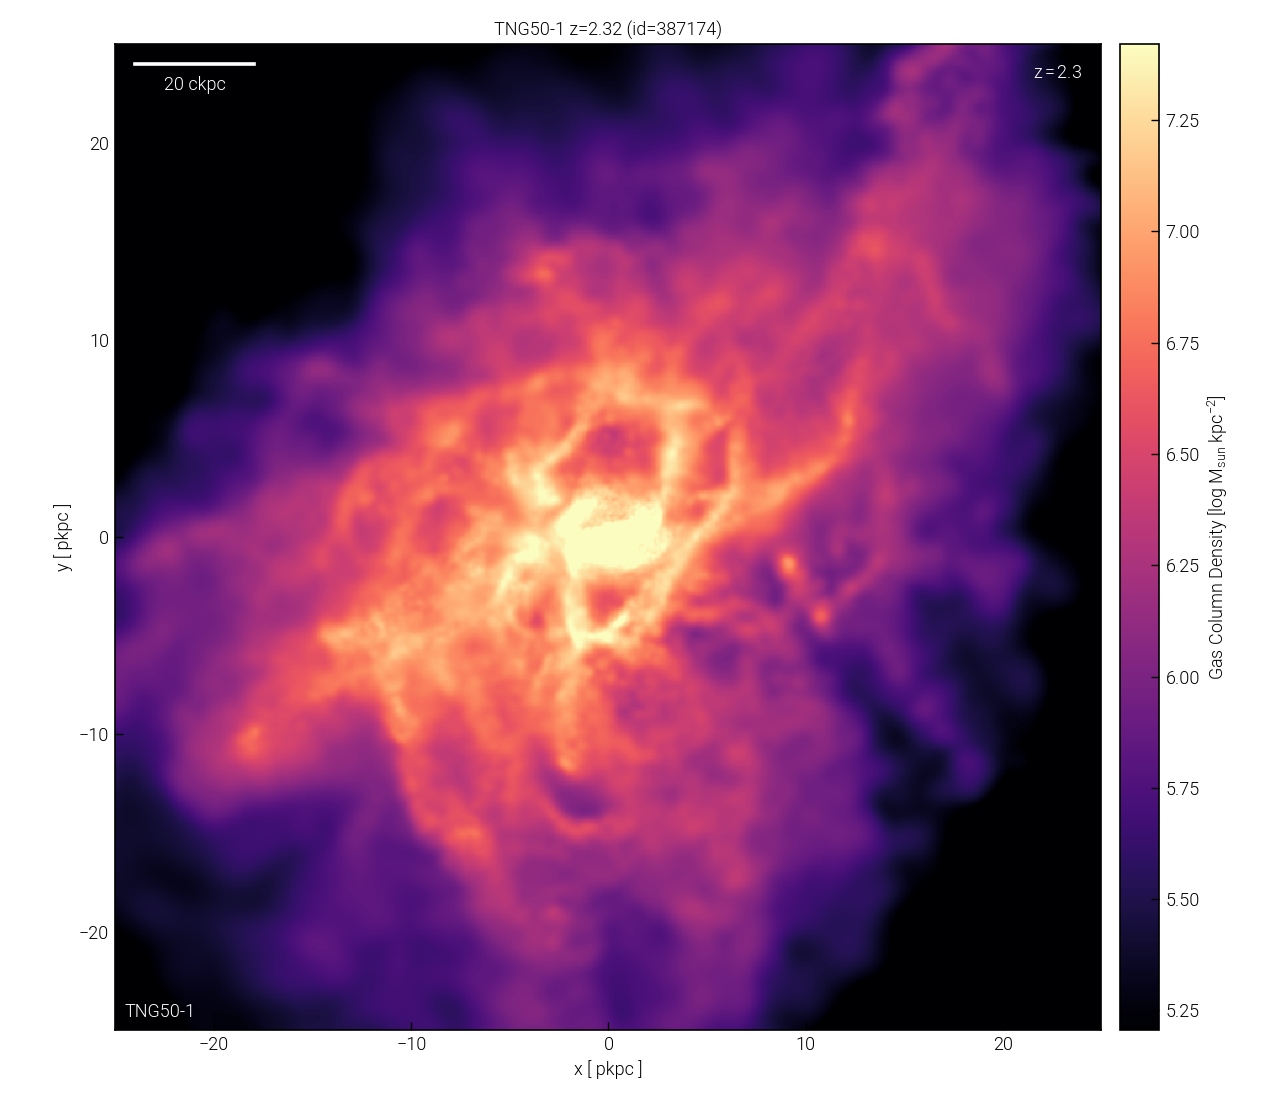 TNG50-1 z=2.32 (id=387174)
20 ckpc
z=2.3
20
10
0
−10
−20
y [ pkpc ]
TNG50-1
−20
−10
0
10
20
x [ pkpc ]
7.25
7.00
6.75
6.50
6.25
6.00
5.75
5.50
5.25
Gas Column Density [log M_sun kpc^−2]